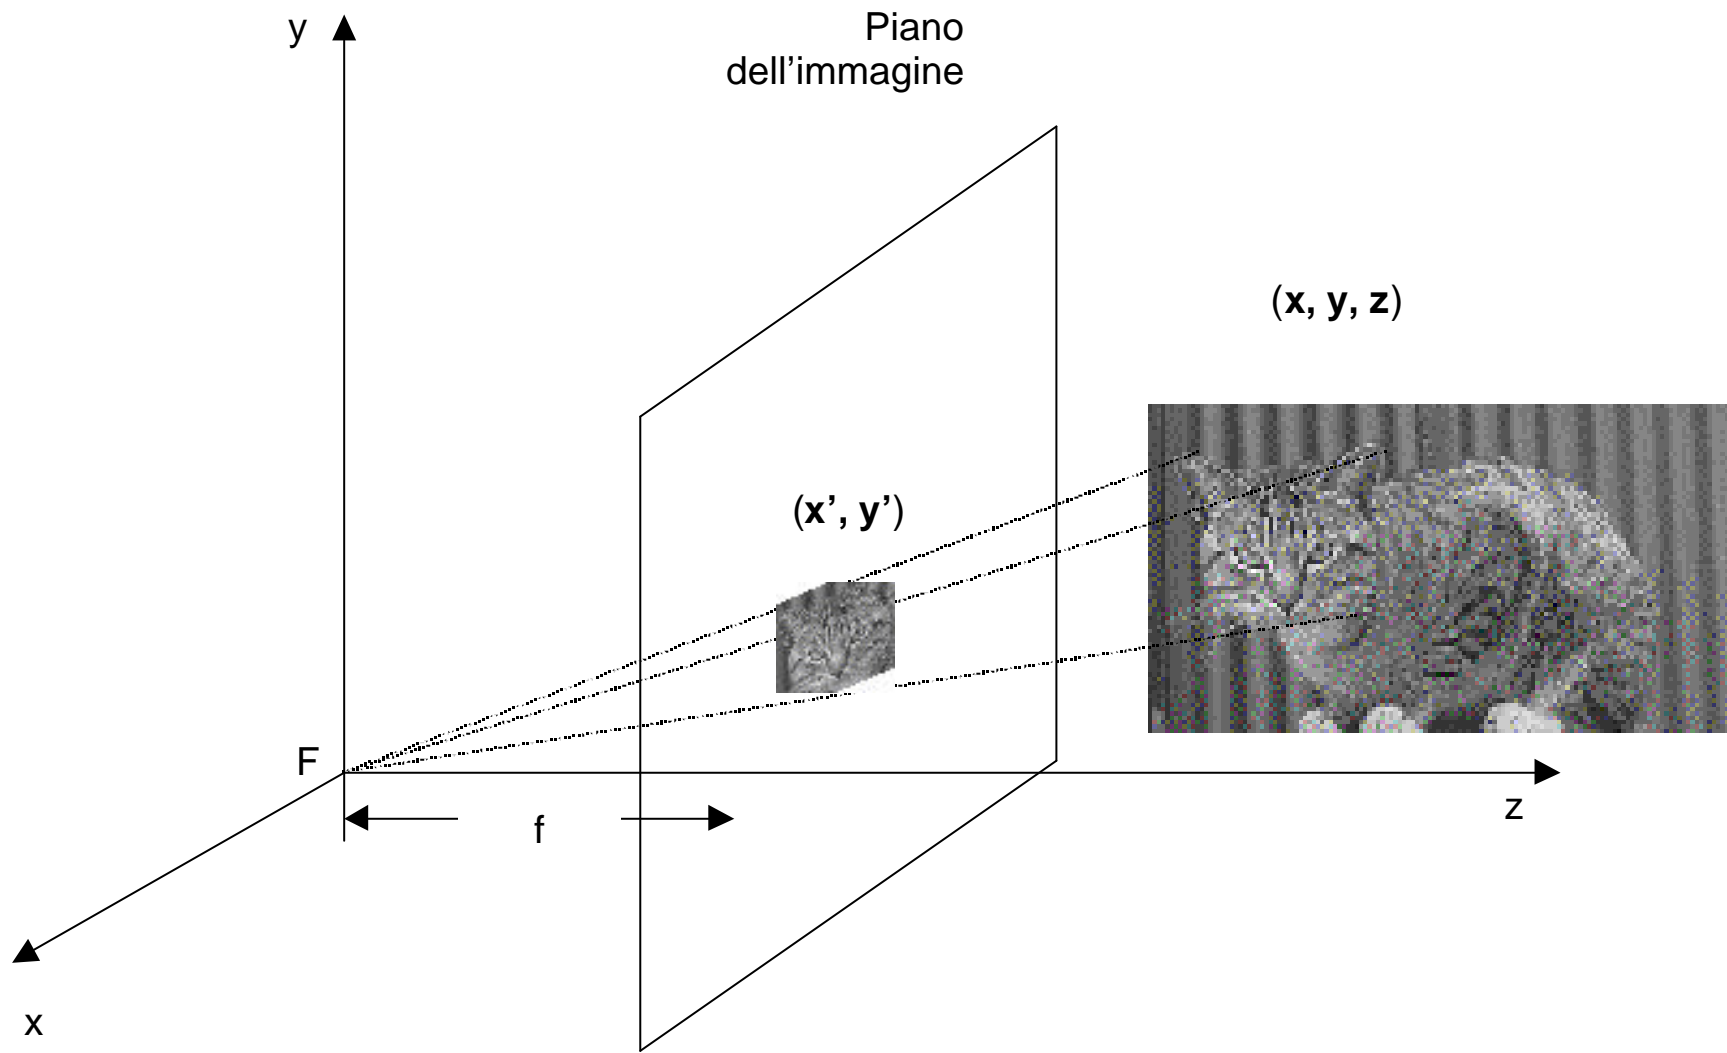 y
Piano
dell’immagine
(x, y, z)
(x’, y’)
F
z
f
x